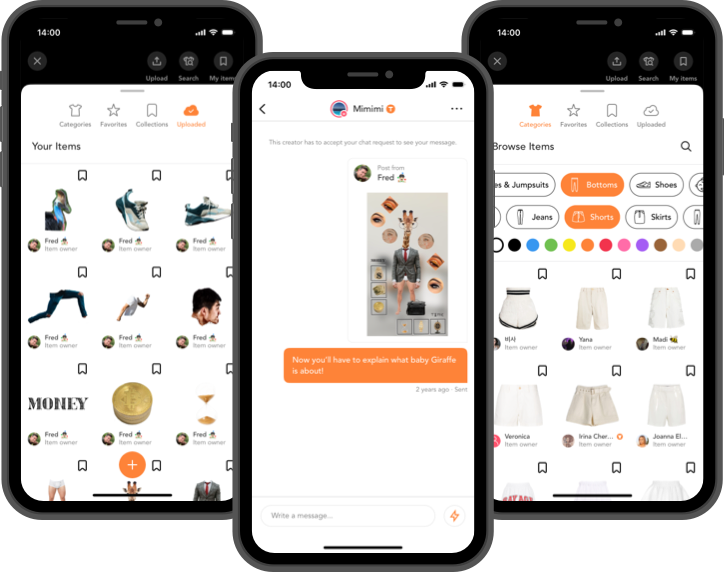 14:00
Upload
Search
My items
Categories
Favorites
Collections
Uploaded
Your Items
Fred
Item owner
Fred
Item owner
Fred
Item owner
Fred
Item owner
Fred
Item owner
Fred
Item owner
MONEY
Fred
Item owner
Fred
Item owner
Fred
Item owner
14:00
Mimimi
This creator has to accept your chat request to see your message.
Post from
Fred
Now you'll have to explain what baby Giraffe
is about!
2 years ago · Sent
Write a message...
14:00
Upload
Search
My items
Categories
Favorites
Collections
Uploaded
Browse Items
es & Jumpsuits
Bottoms
Shoes
Jeans
Shorts
Skirts
비사
Item owner
Yana
Item owner
Madi
Item owner
Veronica
Item owner
Irina Cher...
Item owner
Joanna El...
Item owner